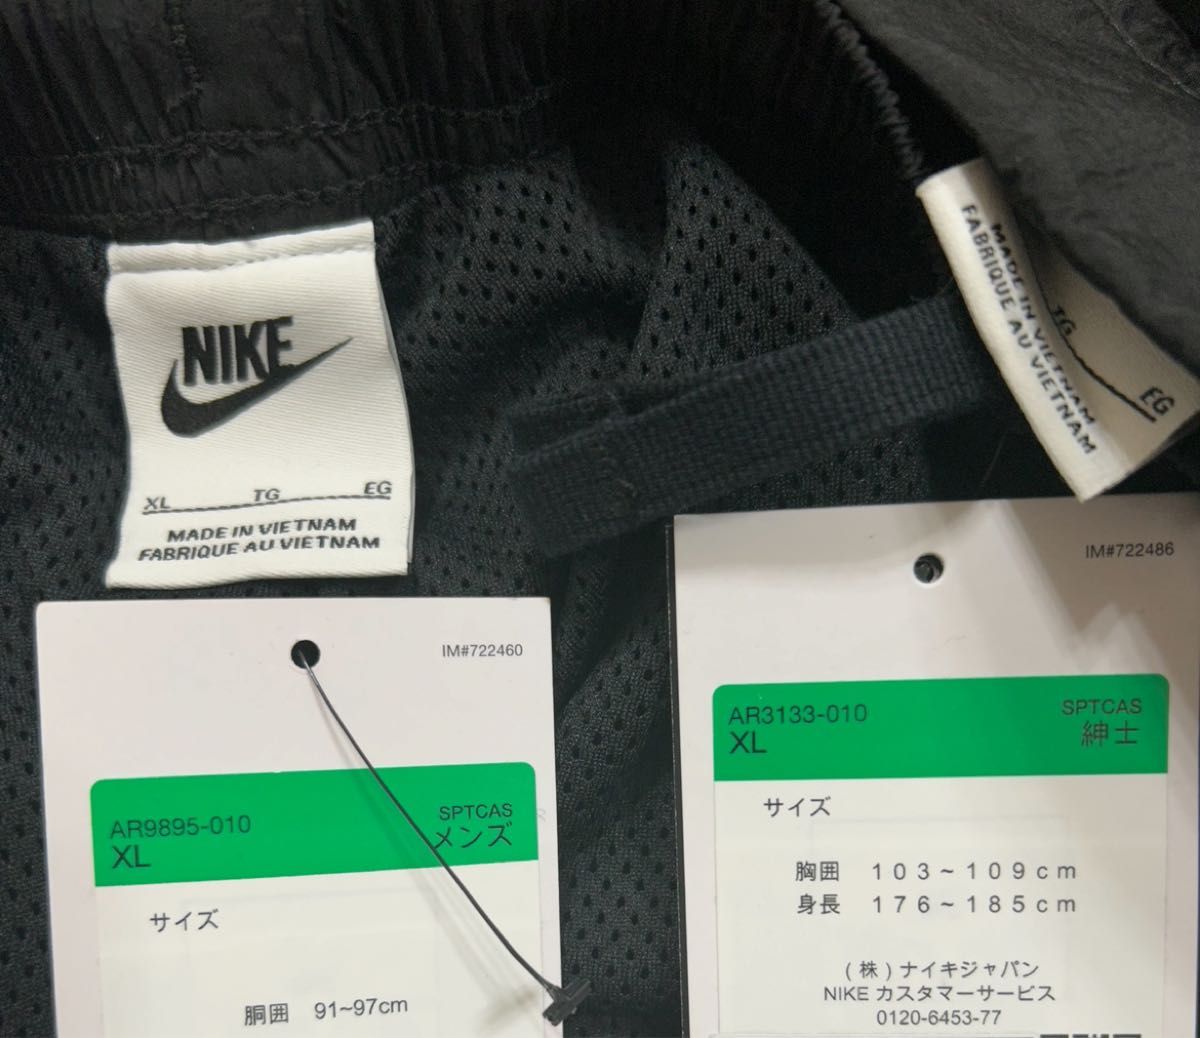 NIKE
XL TG EG
MADE IN VIETNAM
FABRIQUE AU VIETNAM
MADE IN VIETNAM
FABRIQUE AU VIETNAM
TG EG
IM#722460
AR9895-010
XL
SPTCAS
メンズ
サイズ
胴囲 91~97cm
IM#722486
AR3133-010
XL
SPTCAS
紳士
サイズ
胸囲 103~109cm
身長 176~185cm
(株)ナイキジャパン
NIKE カスタマーサービス
0120-6453-77